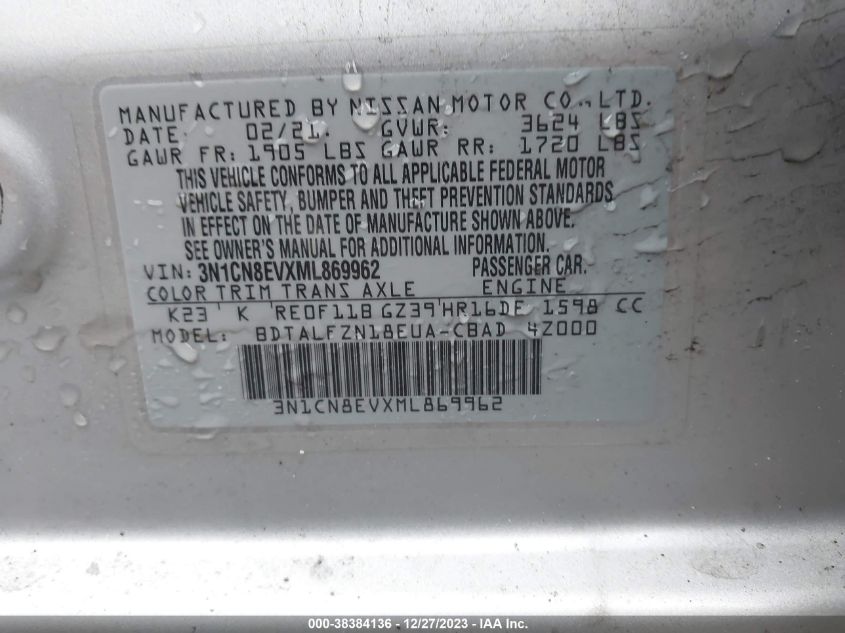 MANUFACTURED BY NISSAN MOTOR CO., LTD.
DATE: 02/21. GVWR: 3624 LBS
GAWR FR: 1905 LBS GAWR RR: 1720 LBS
THIS VEHICLE CONFORMS TO ALL APPLICABLE FEDERAL MOTOR
VEHICLE SAFETY, BUMPER AND THEFT PREVENTION STANDARDS
IN EFFECT ON THE DATE OF MANUFACTURE SHOWN ABOVE.
SEE OWNER'S MANUAL FOR ADDITIONAL INFORMATION.
VIN: 3N1CN8EVXML869962 PASSENGER CAR.
COLOR TRIM TRANS AXLE ENGINE
K23 K RE0F11B GZ39 HR16DE 1598 CC
MODEL: BDTALFZN18EUA-CBAD 4Z000
3N1CN8EVXML869962
000-38384136 - 12/27/2023 - IAA Inc.